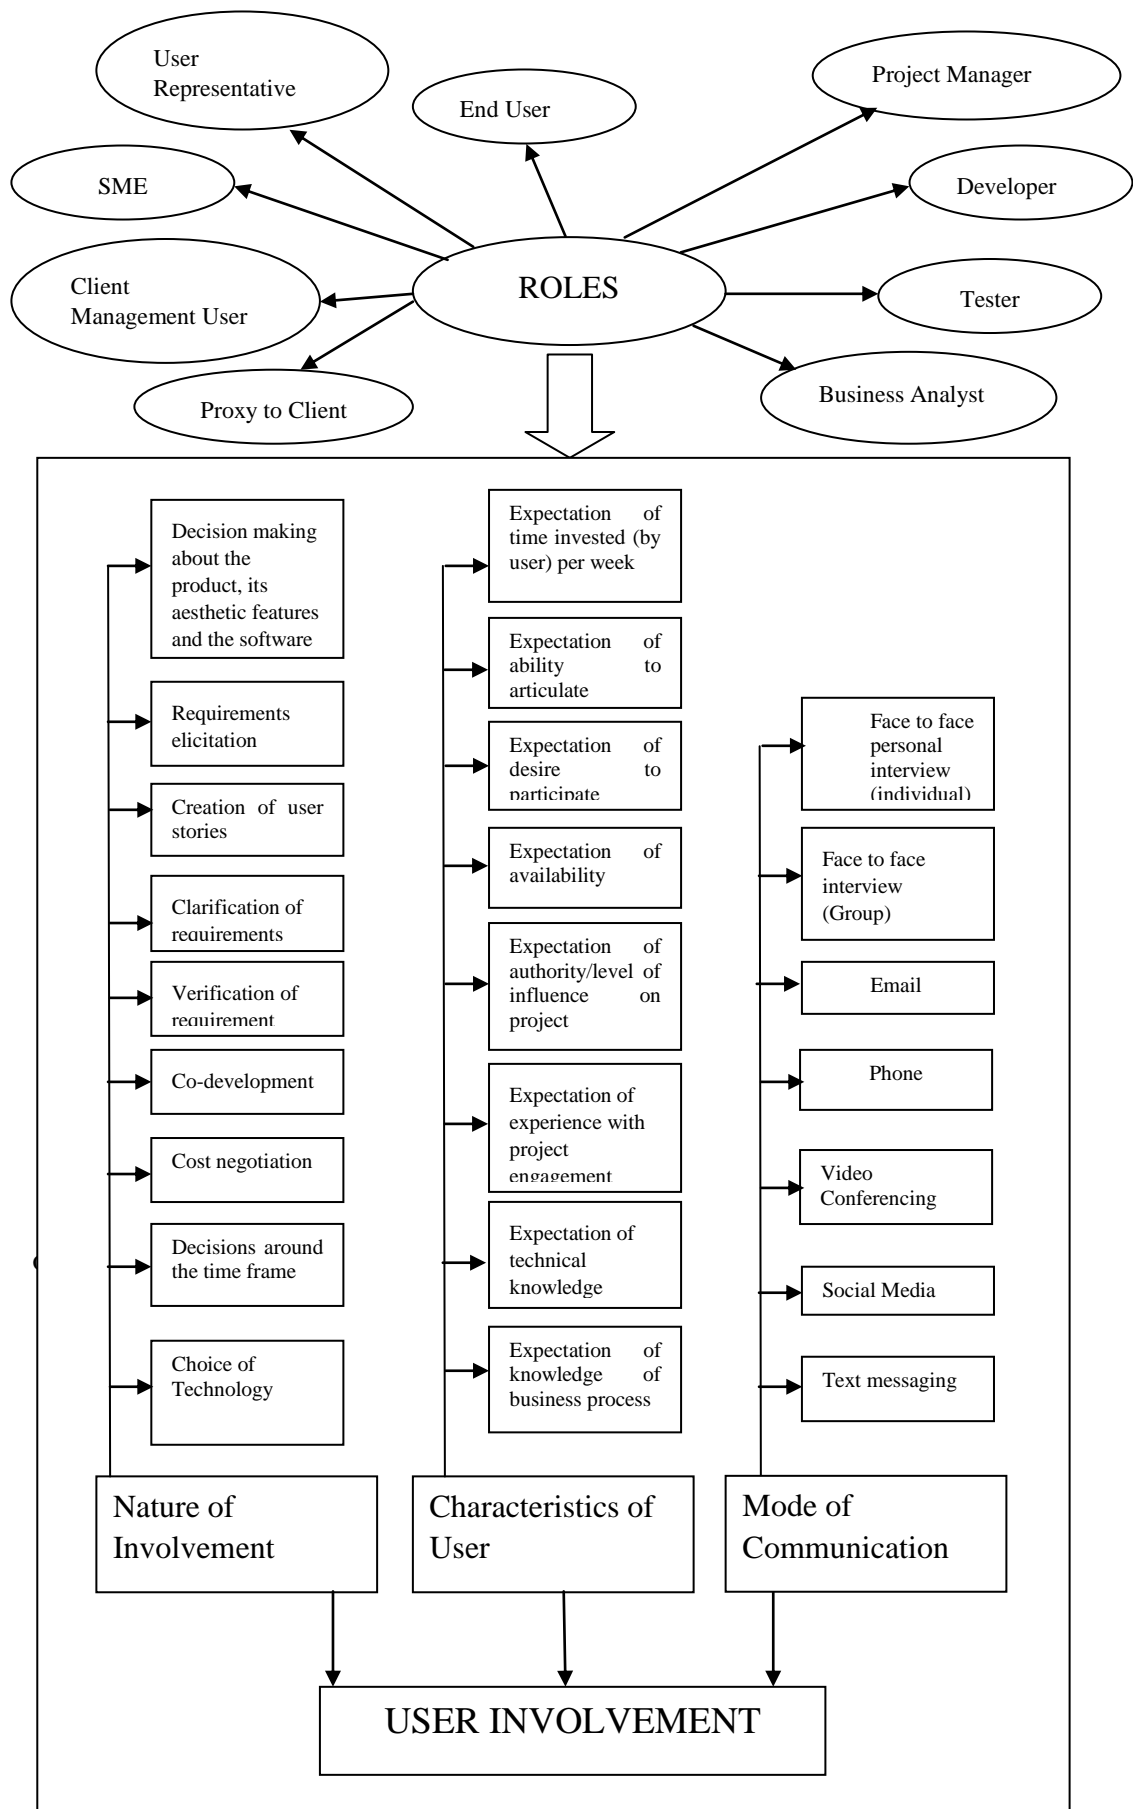 User
Representative
End User
Project Manager
SME
Developer
Client
Management User
ROLES
Tester
Proxy to Client
Business Analyst
Decision making
about the
product, its
aesthetic features
and the software
Requirements
elicitation
Creation of user
stories
Clarification of
requirements
Verification of
requirement
Co-development
Cost negotiation
Decisions around
the time frame
Choice of
Technology
Expectation of
time invested (by
user) per week
Expectation of
ability to
articulate
Expectation of
desire to
participate
Expectation of
availability
Expectation of
authority/level of
influence on
project
Expectation of
experience with
project
engagement
Expectation of
technical
knowledge
Expectation of
knowledge of
business process
Face to face
personal
interview
(individual)
Face to face
interview
(Group)
Email
Phone
Video
Conferencing
Social Media
Text messaging
Nature of
Involvement
Characteristics of
User
Mode of
Communication
USER INVOLVEMENT